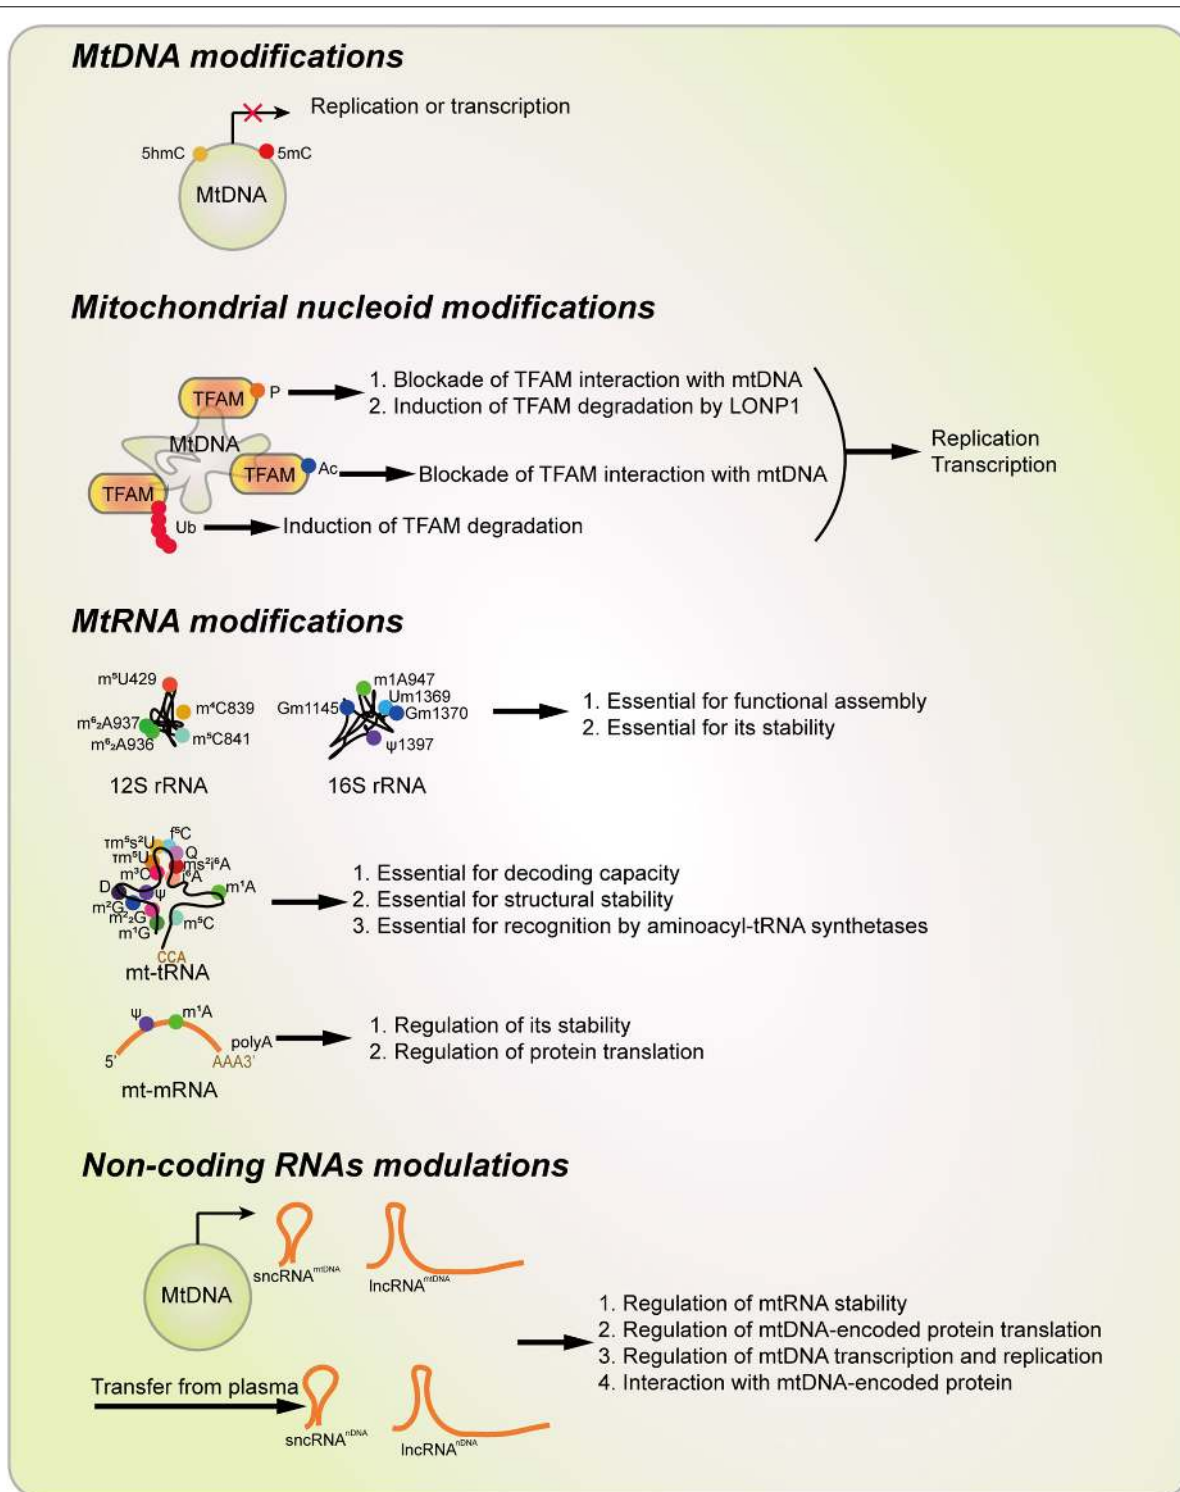 MtDNA modifications
Replication or transcription
5hmC
5mC
MtDNA
Mitochondrial nucleoid modifications
TFAM
P
1. Blockade of TFAM interaction with mtDNA
2. Induction of TFAM degradation by LONP1
MtDNA
TFAM
Ac
Blockade of TFAM interaction with mtDNA
Replication
Transcription
TFAM
Ub
Induction of TFAM degradation
MtRNA modifications
m⁵U429
m⁴C839
m⁶₂A937
m⁶₂A936
m⁵C841
12S rRNA
m1A947
Um1369
Gm1145
Gm1370
ψ1397
16S rRNA
1. Essential for functional assembly
2. Essential for its stability
τm⁵s²U
f⁵C
τm⁵U
Q
m³C
ms²i⁶A
i⁶A
D
ψ
m¹A
m²G
m²₂G
m⁵C
m¹G
CCA
mt-tRNA
1. Essential for decoding capacity
2. Essential for structural stability
3. Essential for recognition by aminoacyl-tRNA synthetases
ψ
m¹A
polyA
5'
AAA3'
mt-mRNA
1. Regulation of its stability
2. Regulation of protein translation
Non-coding RNAs modulations
MtDNA
sncRNAᵐᵗᴰᴺᴬ
lncRNAᵐᵗᴰᴺᴬ
1. Regulation of mtRNA stability
2. Regulation of mtDNA-encoded protein translation
3. Regulation of mtDNA transcription and replication
4. Interaction with mtDNA-encoded protein
Transfer from plasma
sncRNAⁿᴰᴺᴬ
lncRNAⁿᴰᴺᴬ